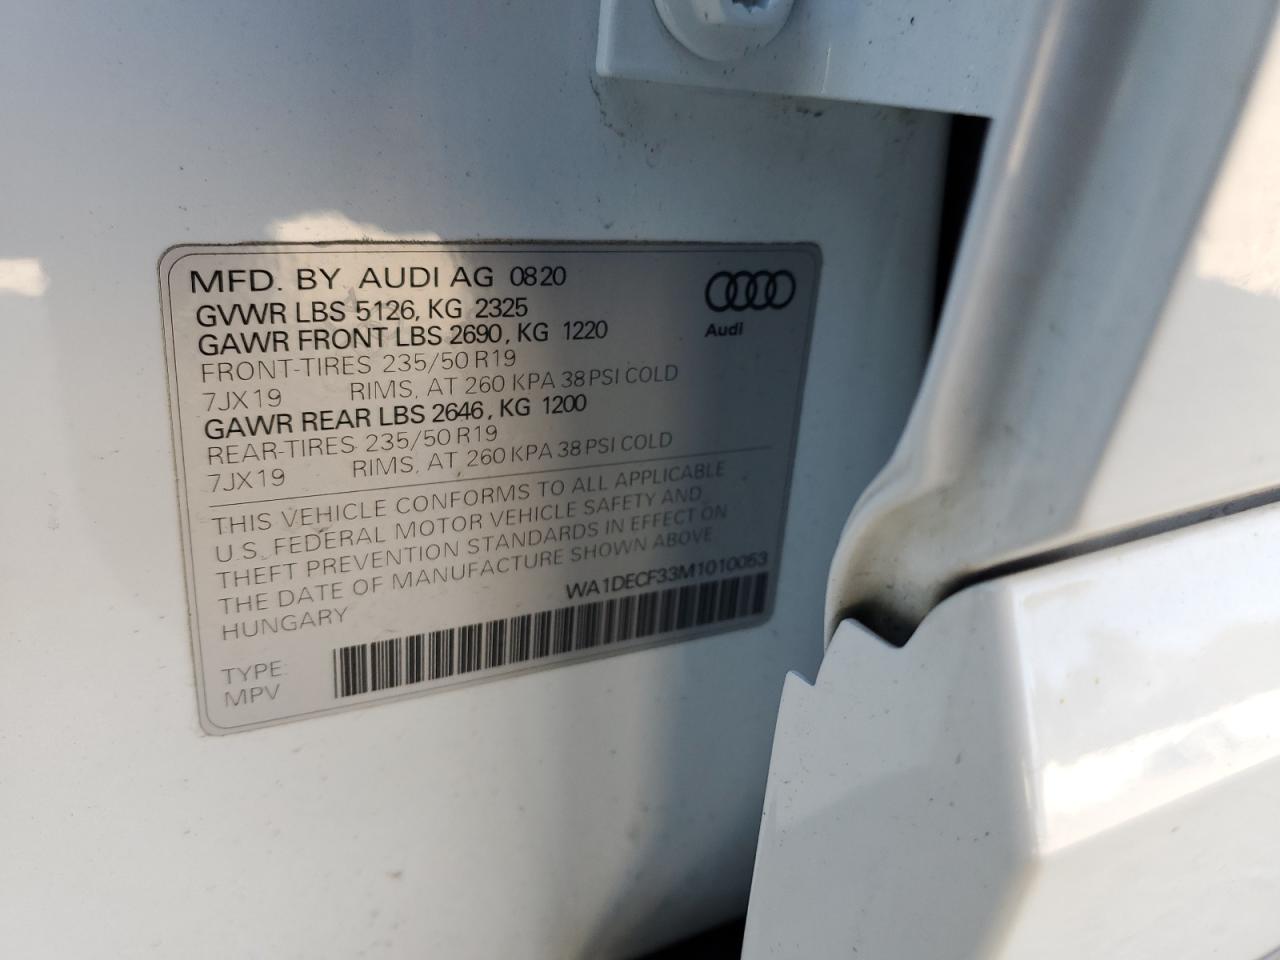 MFD. BY AUDI AG 0820
GVWR LBS 5126, KG 2325
GAWR FRONT LBS 2690, KG 1220
FRONT-TIRES 235/50 R19
7JX19 RIMS, AT 260 KPA 38 PSI COLD
GAWR REAR LBS 2646, KG 1200
REAR-TIRES 235/50 R19
7JX19 RIMS, AT 260 KPA 38 PSI COLD
Audi
THIS VEHICLE CONFORMS TO ALL APPLICABLE
U.S. FEDERAL MOTOR VEHICLE SAFETY AND
THEFT PREVENTION STANDARDS IN EFFECT ON
THE DATE OF MANUFACTURE SHOWN ABOVE
HUNGARY
WA1DECF33M1010053
TYPE:
MPV